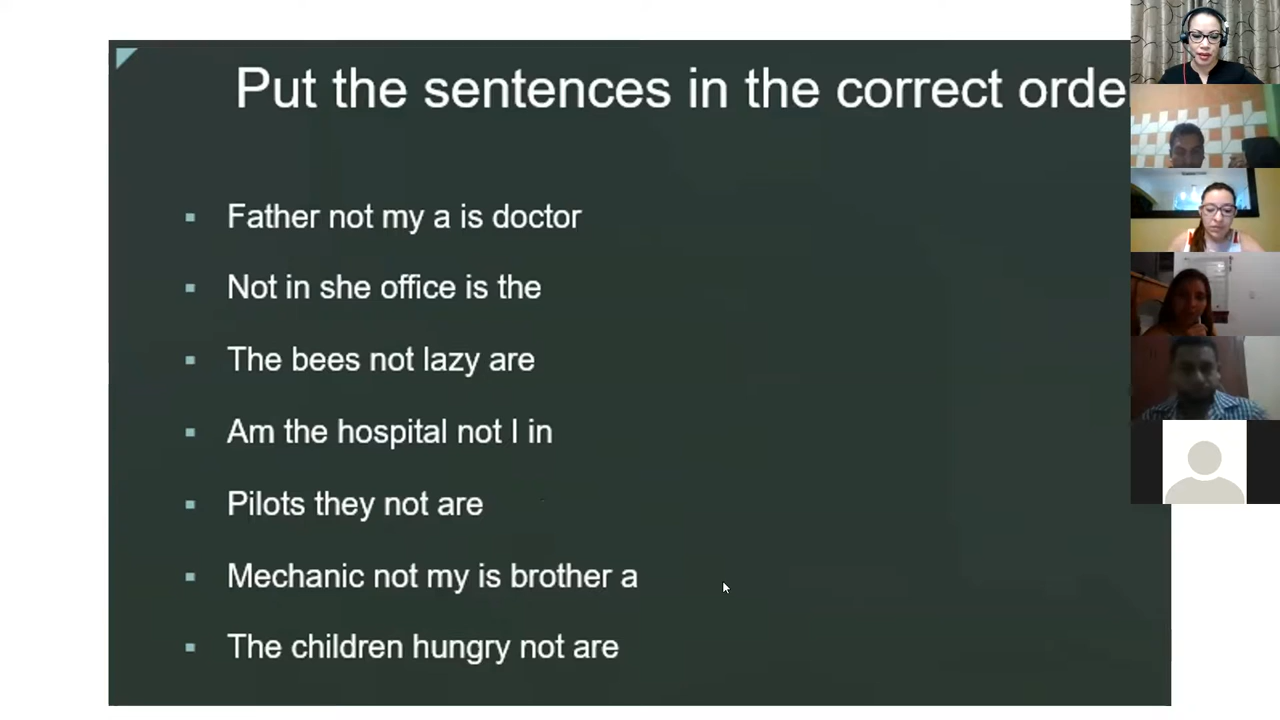 Put the sentences in the correct orde
Father not my a is doctor
Not in she office is the
The bees not lazy are
Am the hospital not I in
Pilots they not are
Mechanic not my is brother a
The children hungry not are